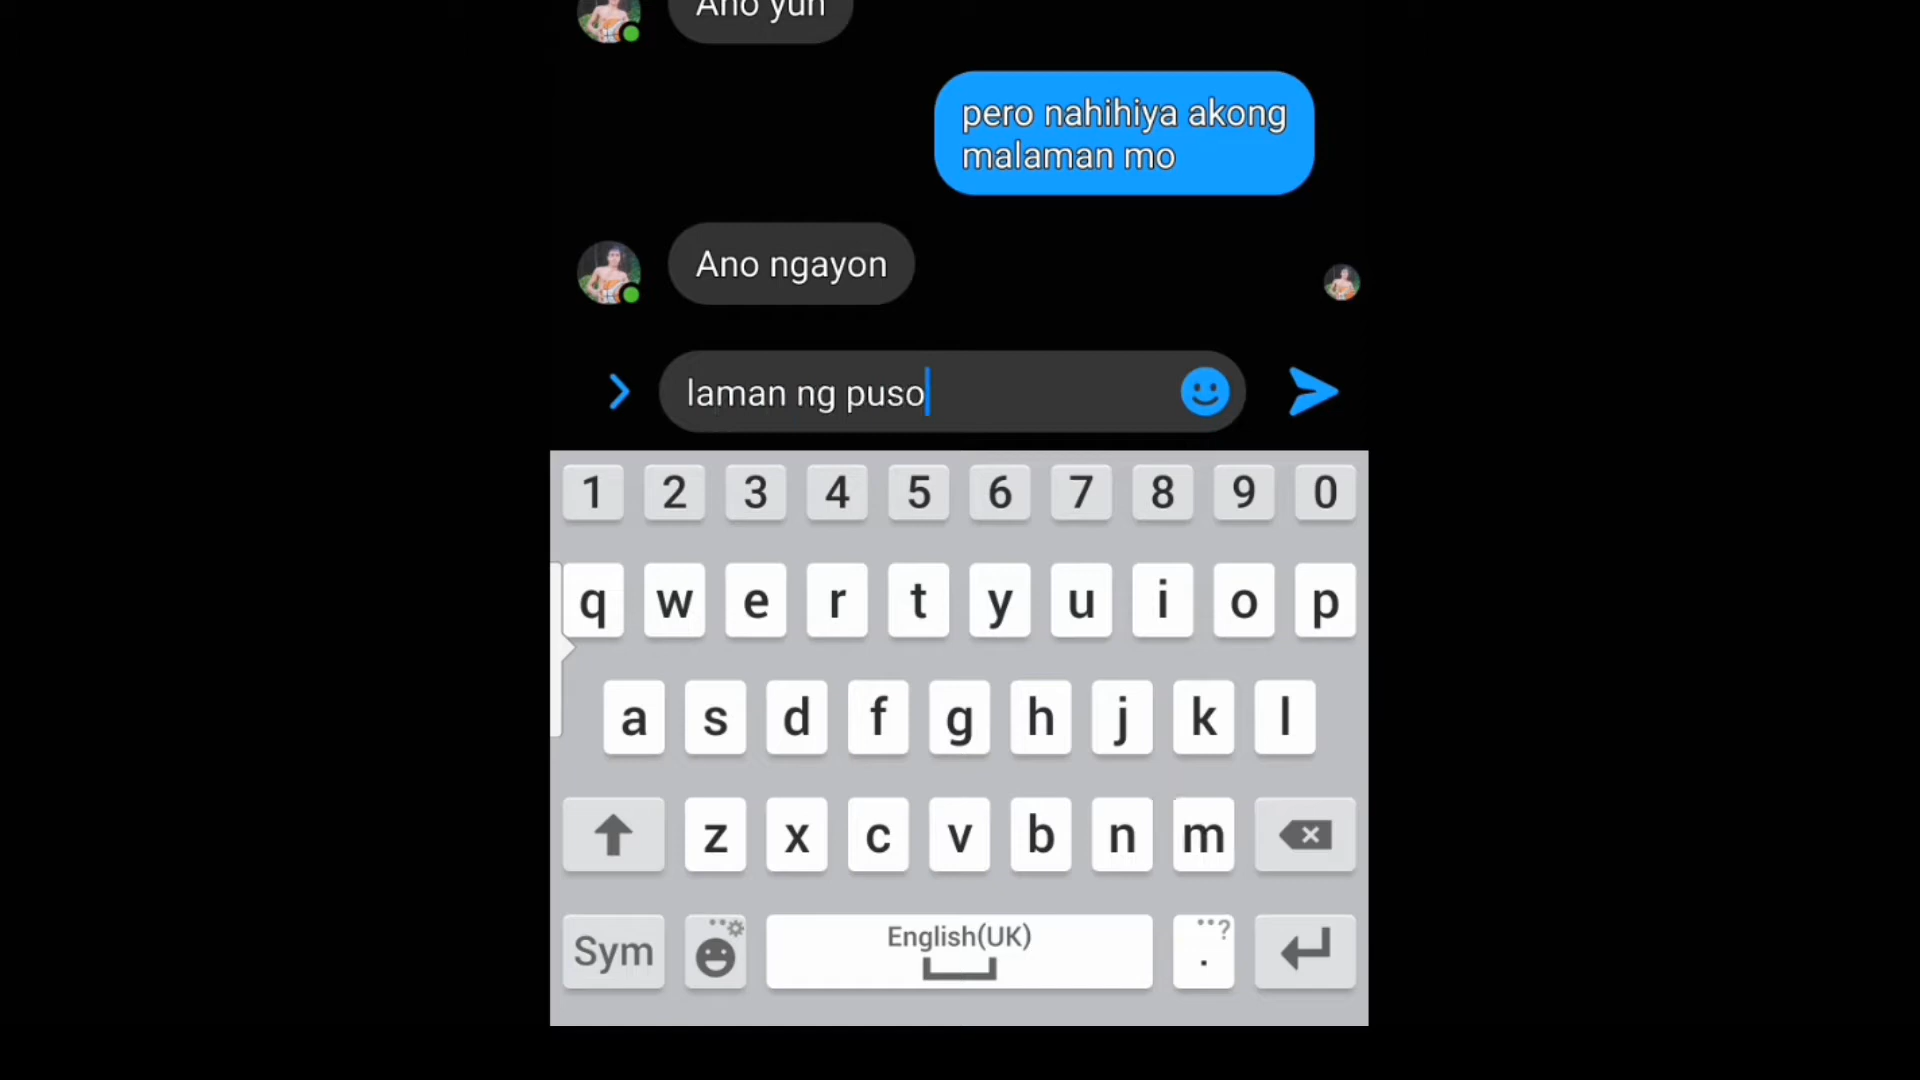 Ano yun
pero nahihiya akong
malaman mo
Ano ngayon
laman ng puso
1 2 3 4 5 6 7 8 9 0
q w e r t y u i o p
a s d f g h j k l
z x c v b n m
Sym English(UK) . ?